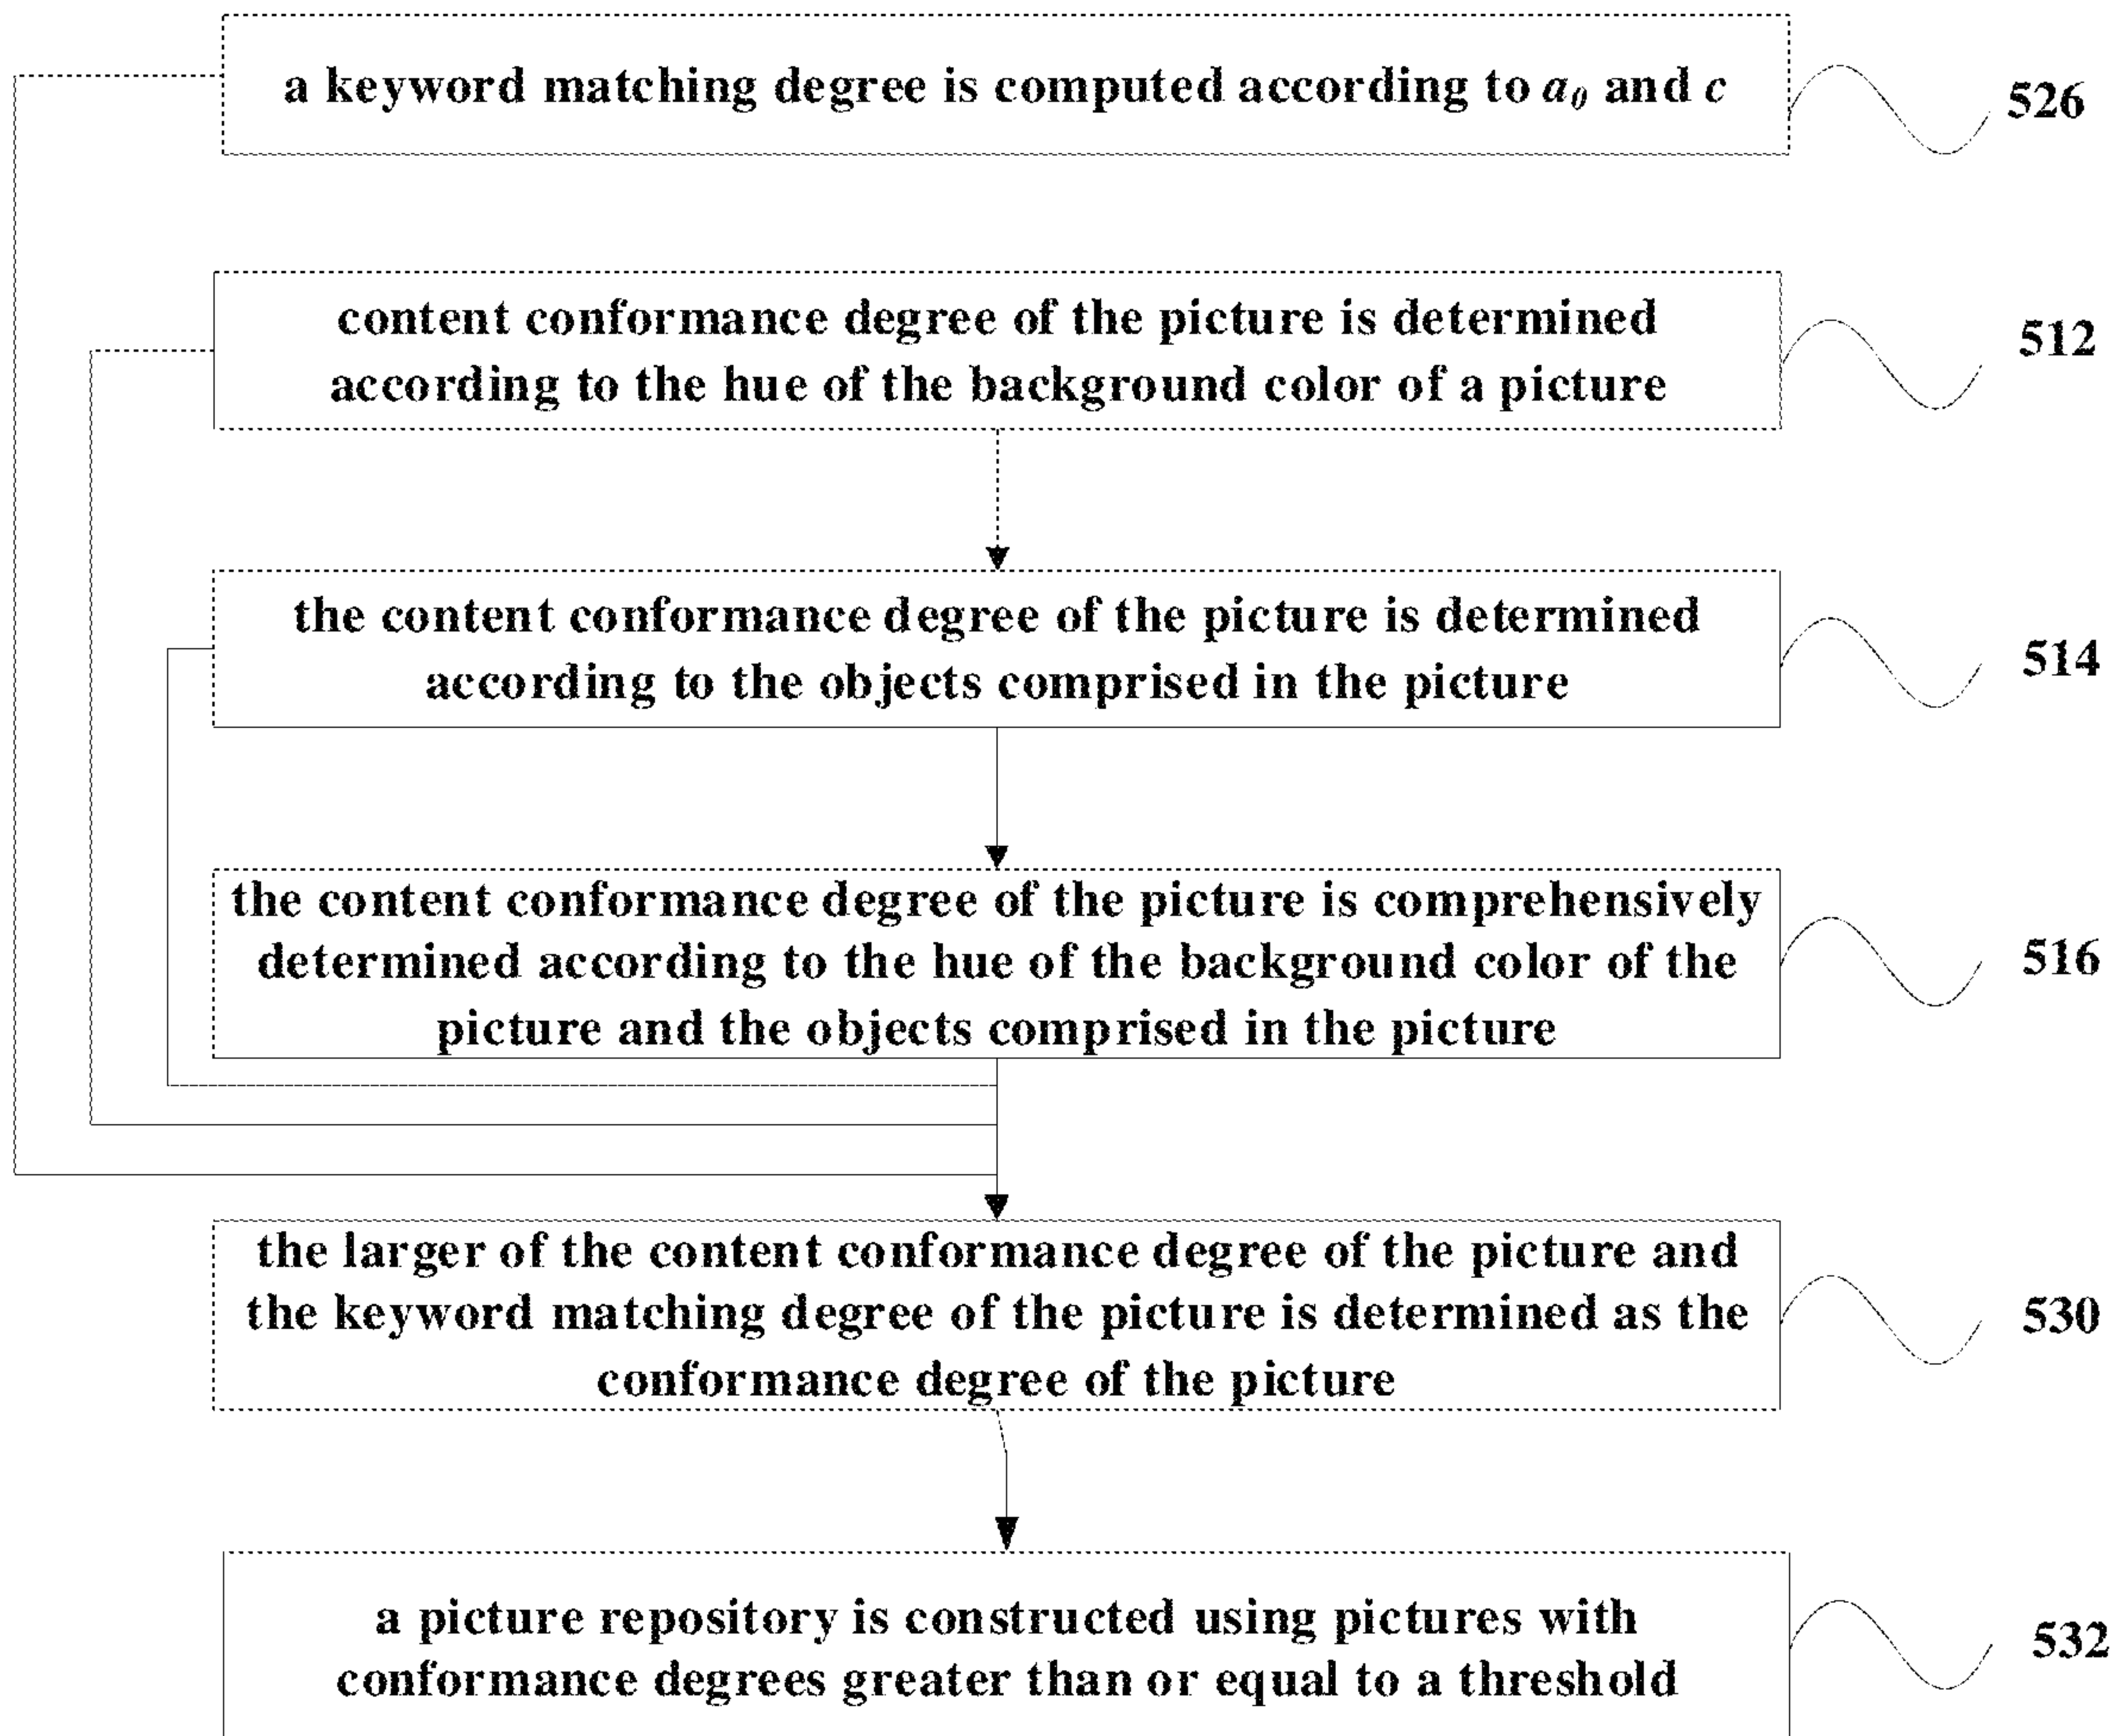 a keyword matching degree is computed according to a₀ and c
526
content conformance degree of the picture is determined
according to the hue of the background color of a picture
512
the content conformance degree of the picture is determined
according to the objects comprised in the picture
514
the content conformance degree of the picture is comprehensively
determined according to the hue of the background color of the
picture and the objects comprised in the picture
516
the larger of the content conformance degree of the picture and
the keyword matching degree of the picture is determined as the
conformance degree of the picture
530
a picture repository is constructed using pictures with
conformance degrees greater than or equal to a threshold
532